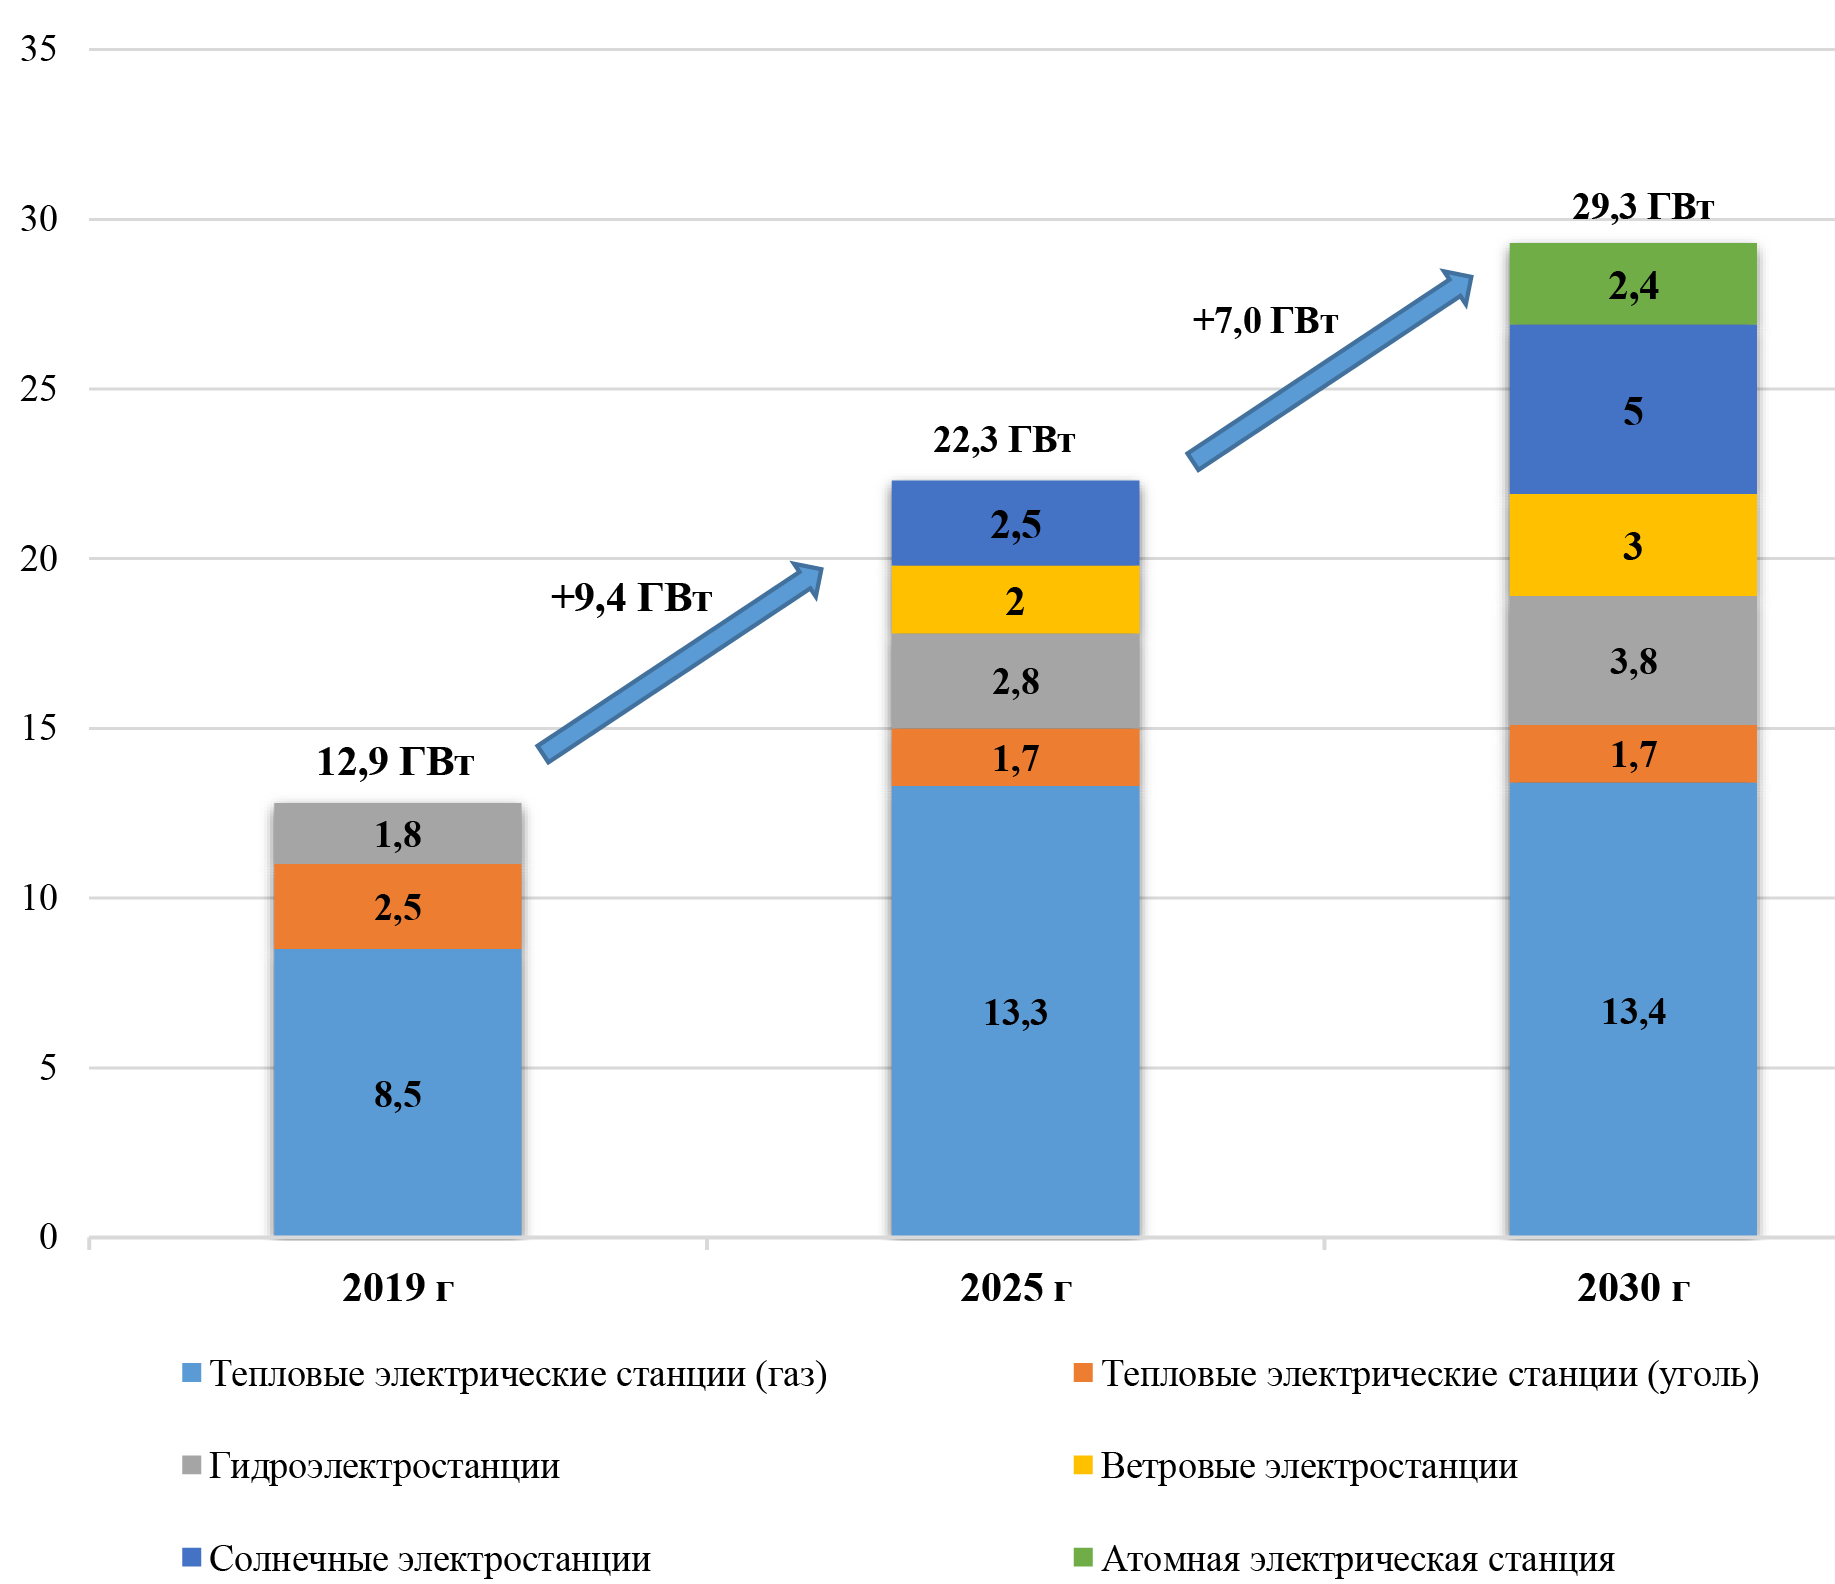 35
30
25
20
15
10
5
0
12,9 ГВт
1,8
2,5
8,5
+9,4 ГВт
22,3 ГВт
2,5
2
2,8
1,7
13,3
+7,0 ГВт
29,3 ГВт
2,4
5
3
3,8
1,7
13,4
2019 г
2025 г
2030 г
Тепловые электрические станции (газ)
Тепловые электрические станции (уголь)
Гидроэлектростанции
Ветровые электростанции
Солнечные электростанции
Атомная электрическая станция